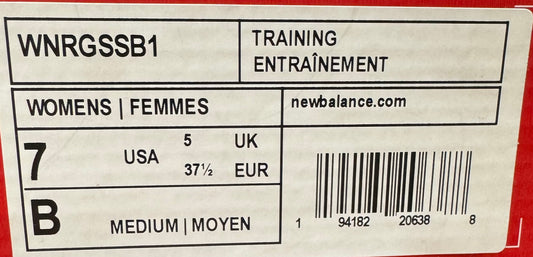 WNRGSSB1
TRAINING
ENTRAÎNEMENT
WOMENS | FEMMES
newbalance.com
7 USA 5 UK
37½ EUR
B MEDIUM | MOYEN
1 94182 20638 8